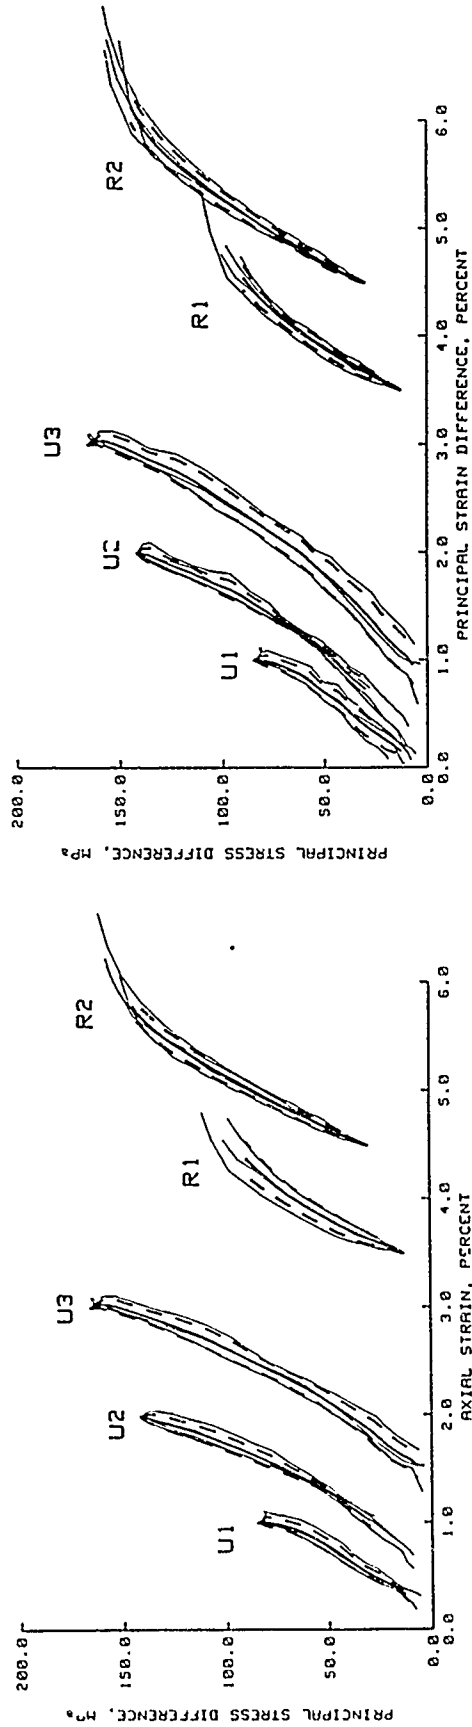 200.0
150.0
100.0
50.0
0.0
PRINCIPAL STRESS DIFFERENCE, MPa
0.0
1.0
2.0
3.0
4.0
5.0
6.0
AXIAL STRAIN, PERCENT
U1
U2
U3
R1
R2
200.0
150.0
100.0
50.0
0.0
PRINCIPAL STRESS DIFFERENCE, MPa
0.0
1.0
2.0
3.0
4.0
5.0
6.0
PRINCIPAL STRAIN DIFFERENCE, PERCENT
U1
U2
U3
R1
R2